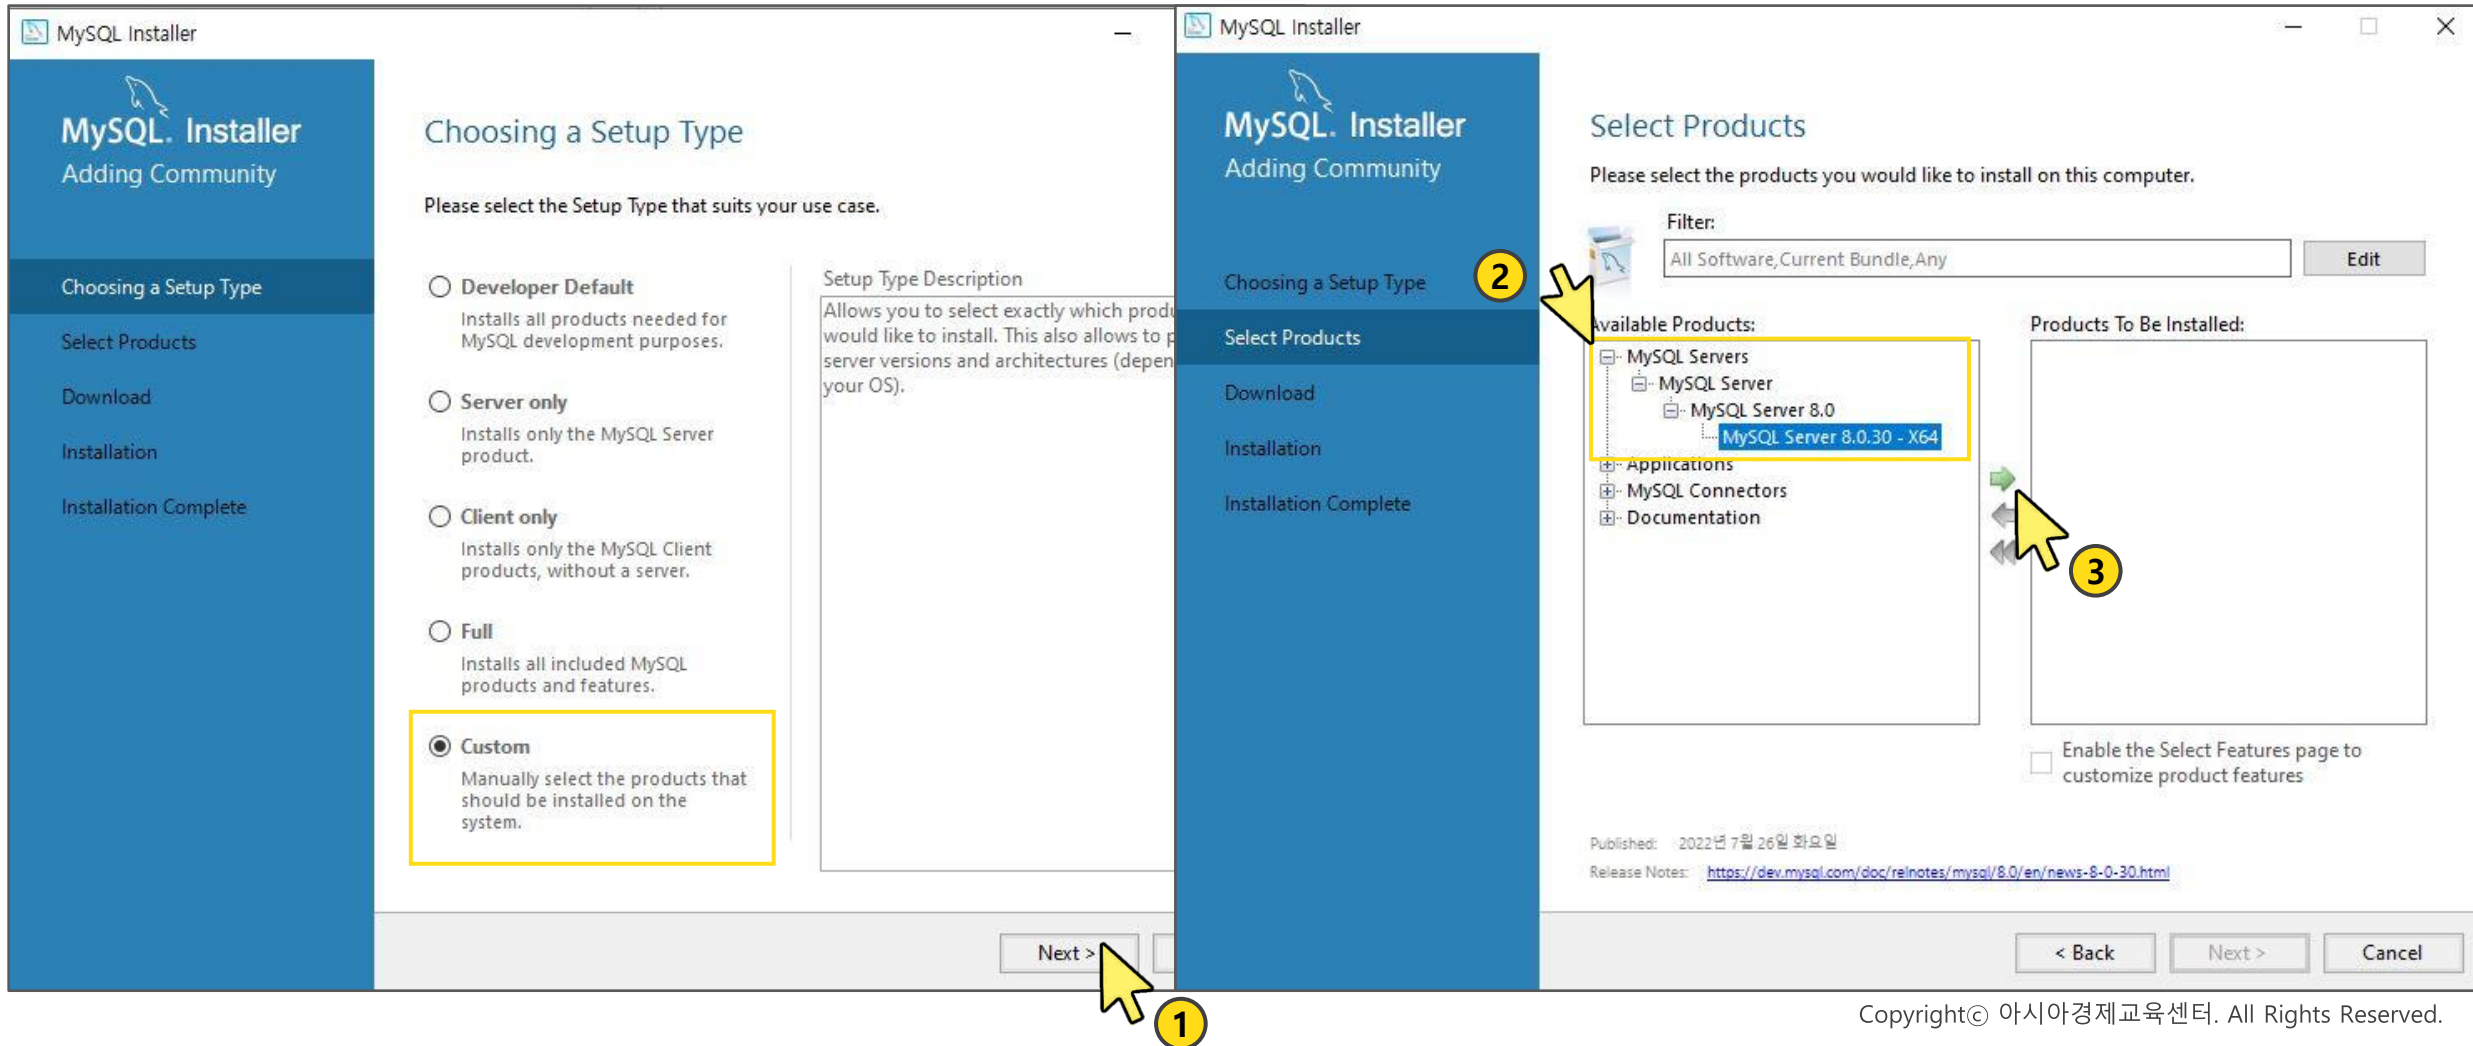 MySQL Installer
MySQL. Installer
Adding Community
Choosing a Setup Type
Select Products
Download
Installation
Installation Complete
Choosing a Setup Type
Please select the Setup Type that suits your use case.
Developer Default
Installs all products needed for
MySQL development purposes.
Server only
Installs only the MySQL Server
product.
Client only
Installs only the MySQL Client
products, without a server.
Full
Installs all included MySQL
products and features.
Custom
Manually select the products that
should be installed on the
system.
Setup Type Description
Allows you to select exactly which produ
would like to install. This also allows to p
server versions and architectures (depen
your OS).
Next >
1
MySQL Installer
MySQL. Installer
Adding Community
Choosing a Setup Type
Select Products
Download
Installation
Installation Complete
Select Products
Please select the products you would like to install on this computer.
Filter:
All Software,Current Bundle,Any
Edit
2
Available Products:
MySQL Servers
MySQL Server
MySQL Server 8.0
MySQL Server 8.0.30 - X64
Applications
MySQL Connectors
Documentation
3
Products To Be Installed:
Enable the Select Features page to
customize product features
Published: 2022년 7월 26일 화요일
Release Notes: https://dev.mysql.com/doc/relnotes/mysql/8.0/en/news-8-0-30.html
< Back
Next >
Cancel
Copyrightⓒ 아시아경제교육센터. All Rights Reserved.